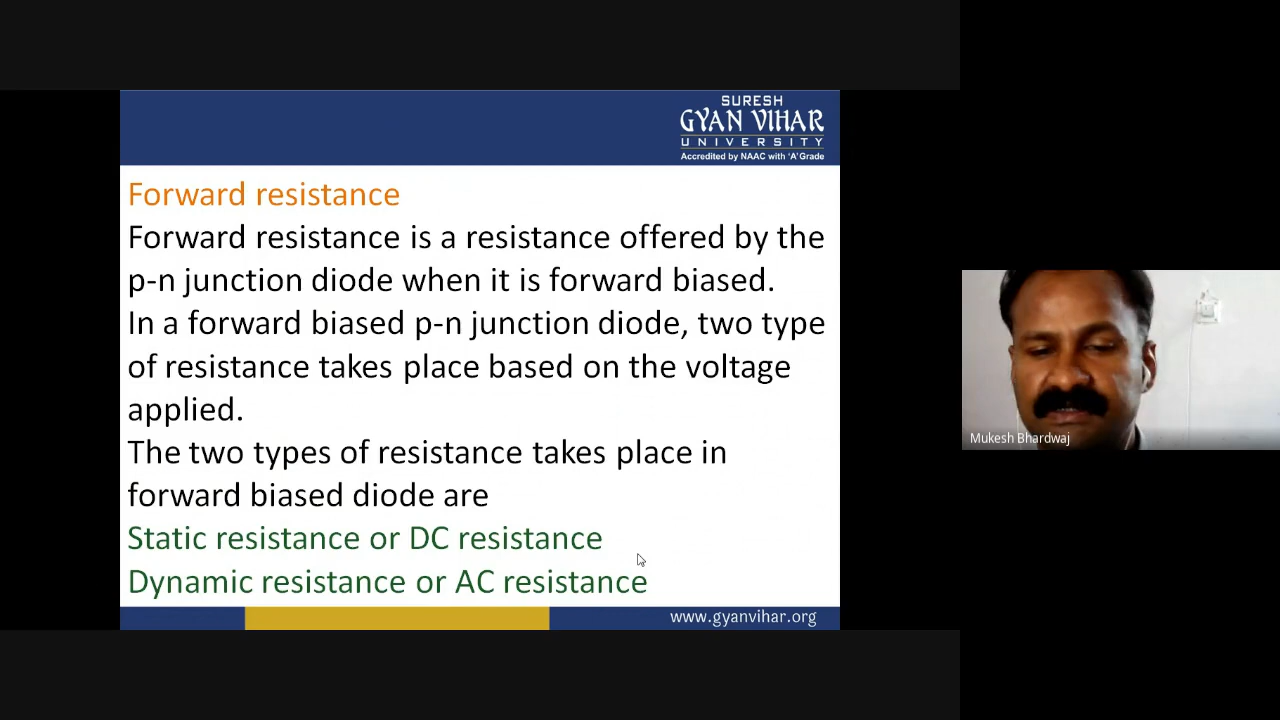 SURESH
GYAN VIHAR
UNIVERSITY
Accredited by NAAC with 'A' Grade
Forward resistance
Forward resistance is a resistance offered by the
p-n junction diode when it is forward biased.
In a forward biased p-n junction diode, two type
of resistance takes place based on the voltage
applied.
The two types of resistance takes place in
forward biased diode are
Static resistance or DC resistance
Dynamic resistance or AC resistance
www.gyanvihar.org
Mukesh Bhardwaj